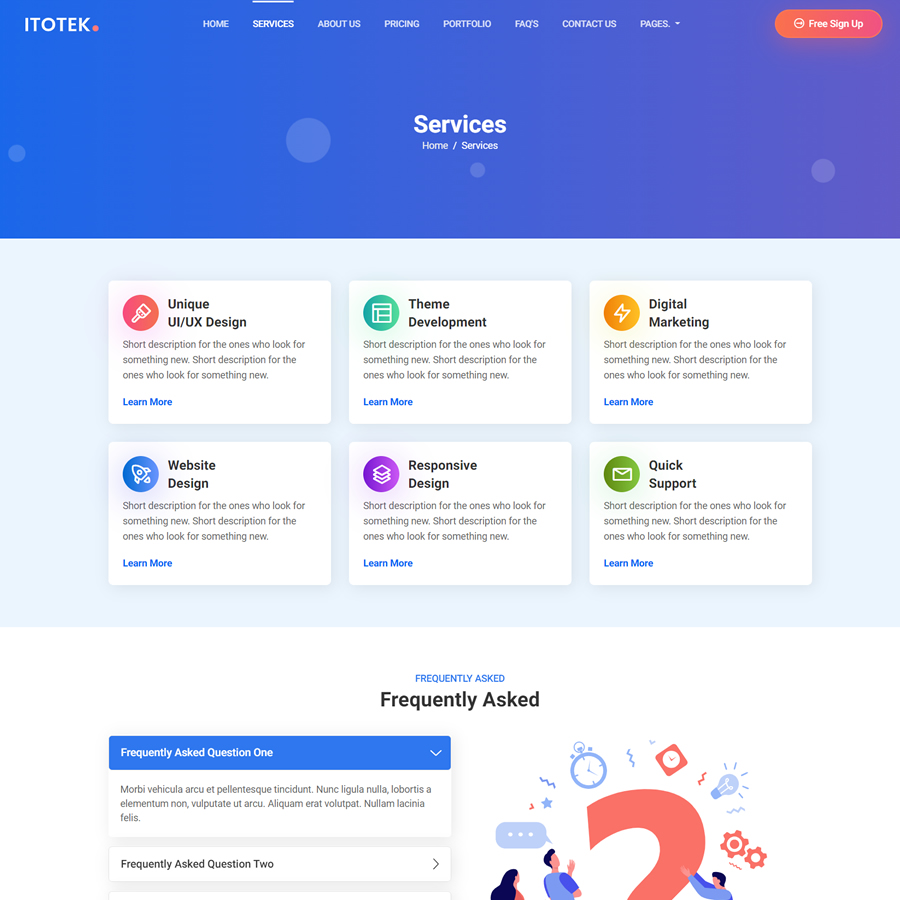 ITOTEK.
HOME SERVICES ABOUT US PRICING PORTFOLIO FAQ'S CONTACT US PAGES.
Free Sign Up
Services
Home / Services
Unique
UI/UX Design
Short description for the ones who look for
something new. Short description for the
ones who look for something new.
Learn More
Theme
Development
Short description for the ones who look for
something new. Short description for the
ones who look for something new.
Learn More
Digital
Marketing
Short description for the ones who look for
something new. Short description for the
ones who look for something new.
Learn More
Website
Design
Short description for the ones who look for
something new. Short description for the
ones who look for something new.
Learn More
Responsive
Design
Short description for the ones who look for
something new. Short description for the
ones who look for something new.
Learn More
Quick
Support
Short description for the ones who look for
something new. Short description for the
ones who look for something new.
Learn More
FREQUENTLY ASKED
Frequently Asked
Frequently Asked Question One
Morbi vehicula arcu et pellentesque tincidunt. Nunc ligula nulla, lobortis a
elementum non, vulputate ut arcu. Aliquam erat volutpat. Nullam lacinia
felis.
Frequently Asked Question Two
?